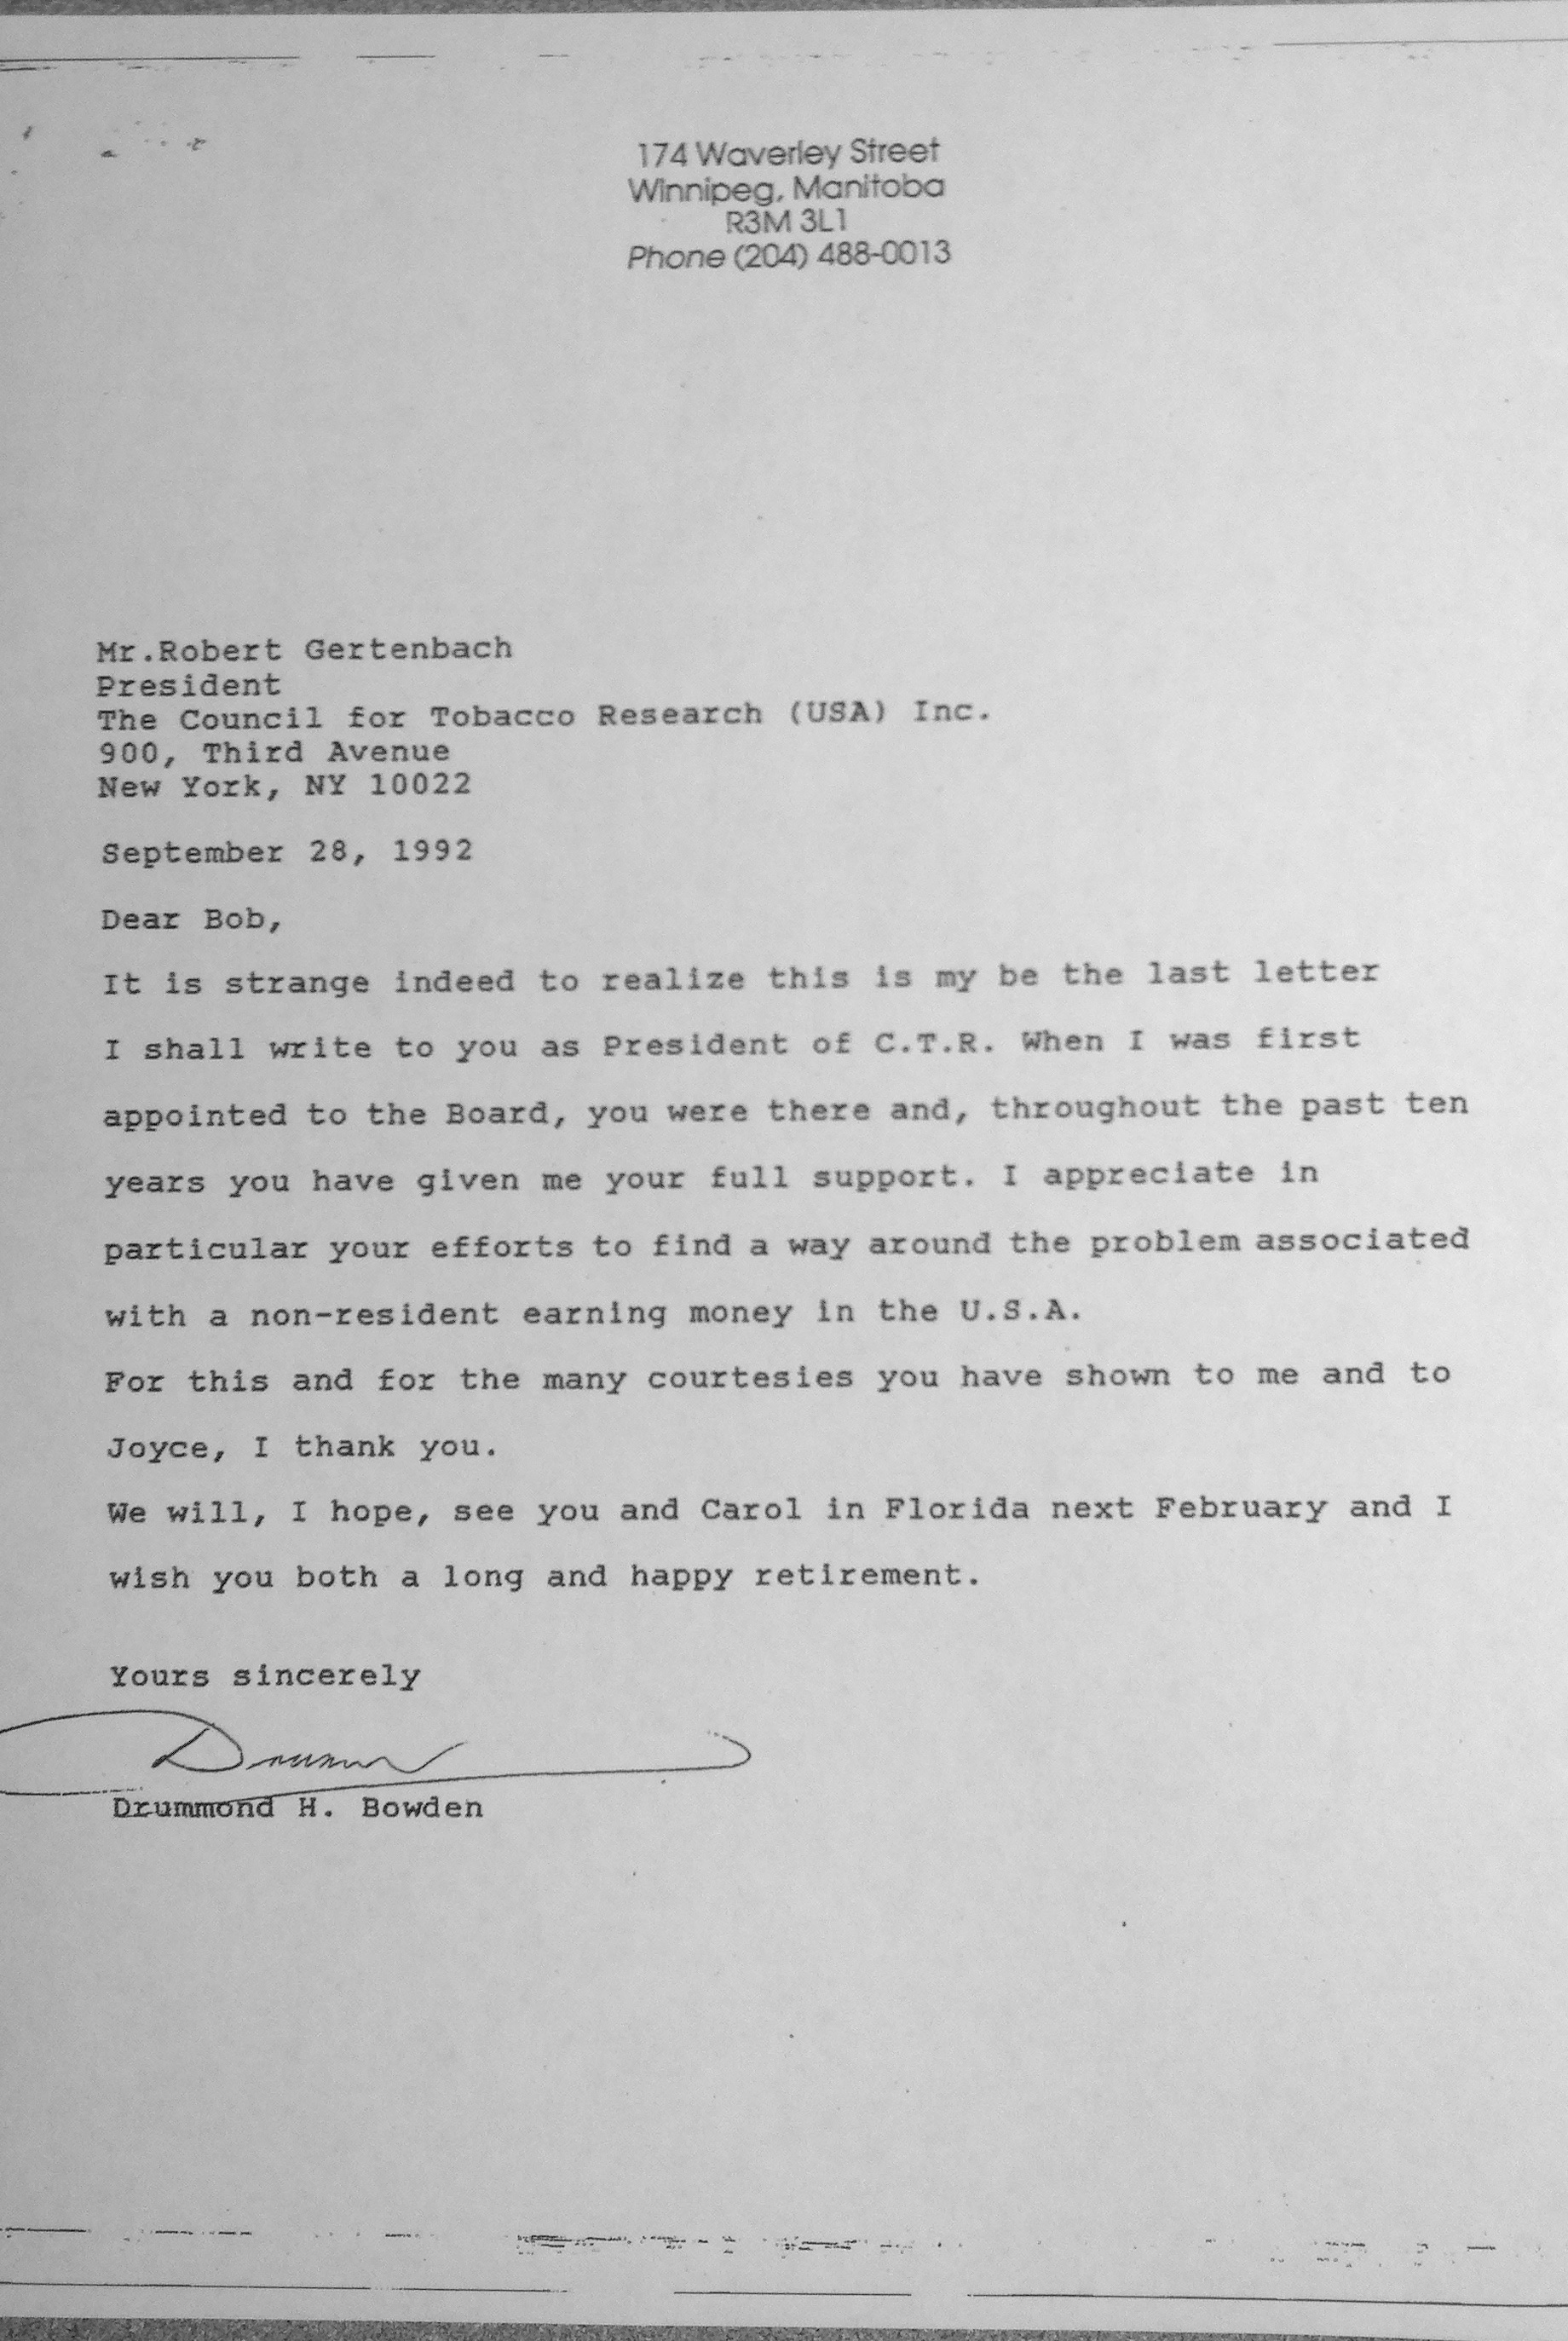 174 Waverley Street
Winnipeg, Manitoba
R3M 3L1
Phone (204) 488-0013
Mr.Robert Gertenbach
President
The Council for Tobacco Research (USA) Inc.
900, Third Avenue
New York, NY 10022
September 28, 1992
Dear Bob,
It is strange indeed to realize this is my be the last letter
I shall write to you as President of C.T.R. When I was first
appointed to the Board, you were there and, throughout the past ten
years you have given me your full support. I appreciate in
particular your efforts to find a way around the problem associated
with a non-resident earning money in the U.S.A.
For this and for the many courtesies you have shown to me and to
Joyce, I thank you.
We will, I hope, see you and Carol in Florida next February and I
wish you both a long and happy retirement.
Yours sincerely
Drummond H. Bowden